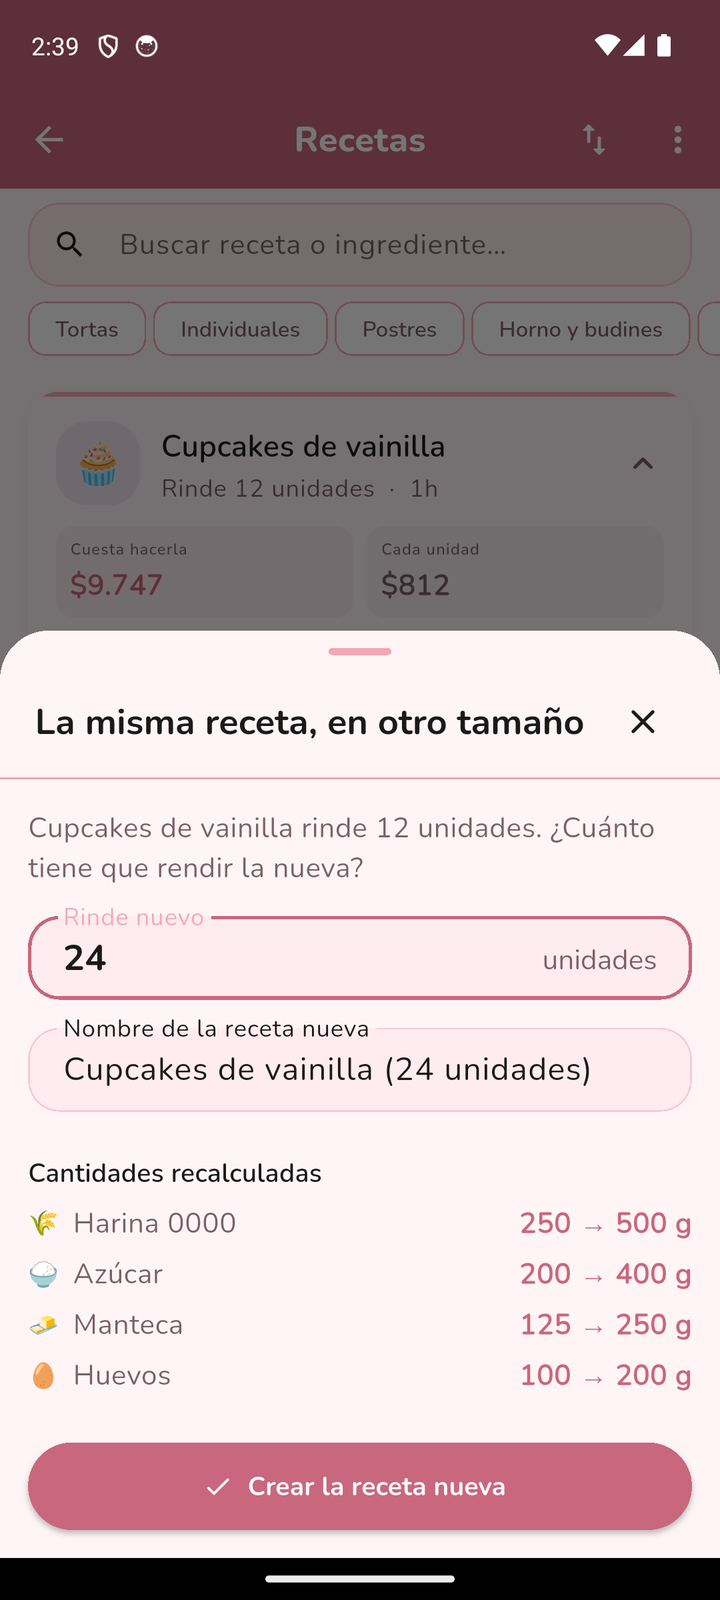 2:39
Recetas
Buscar receta o ingrediente...
Tortas Individuales Postres Horno y budines
Cupcakes de vainilla
Rinde 12 unidades · 1h
Cuesta hacerla Cada unidad
$9.747 $812
La misma receta, en otro tamaño
Cupcakes de vainilla rinde 12 unidades. ¿Cuánto
tiene que rendir la nueva?
Rinde nuevo
24 unidades
Nombre de la receta nueva
Cupcakes de vainilla (24 unidades)
Cantidades recalculadas
Harina 0000 250 → 500 g
Azúcar 200 → 400 g
Manteca 125 → 250 g
Huevos 100 → 200 g
Crear la receta nueva